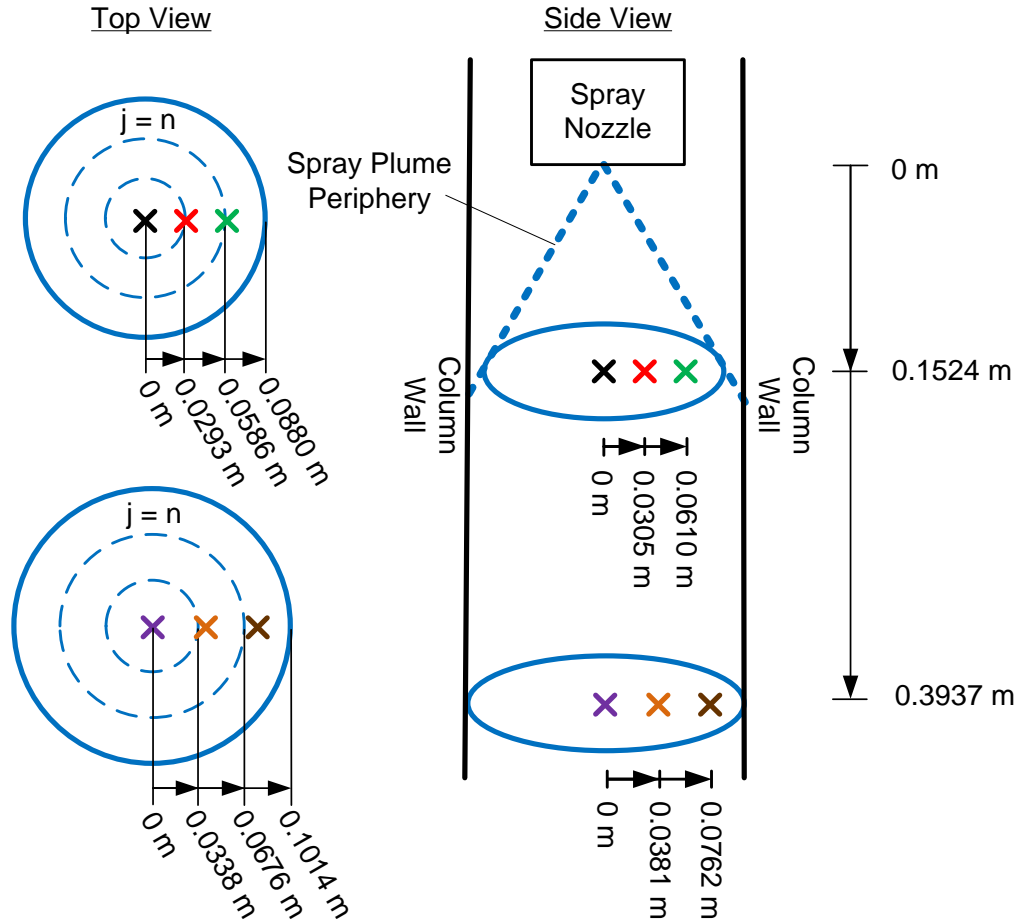 Top View
Side View
j = n
0 m
0.0293 m
0.0586 m
0.0880 m
j = n
0 m
0.0338 m
0.0676 m
0.1014 m
Spray
Nozzle
Spray Plume
Periphery
Column
Wall
Column
Wall
0 m
0.0305 m
0.0610 m
0 m
0.0381 m
0.0762 m
0 m
0.1524 m
0.3937 m